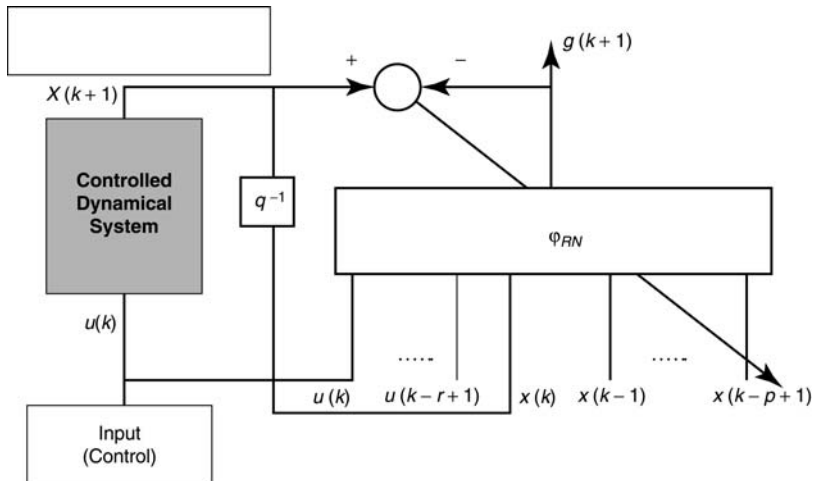 g (k+1)
+
–
X (k+1)
Controlled
Dynamical
System
q –1
φRN
u(k)
.....
.....
u (k)
u (k– r +1)
x (k)
x (k–1)
x (k– p +1)
Input
(Control)